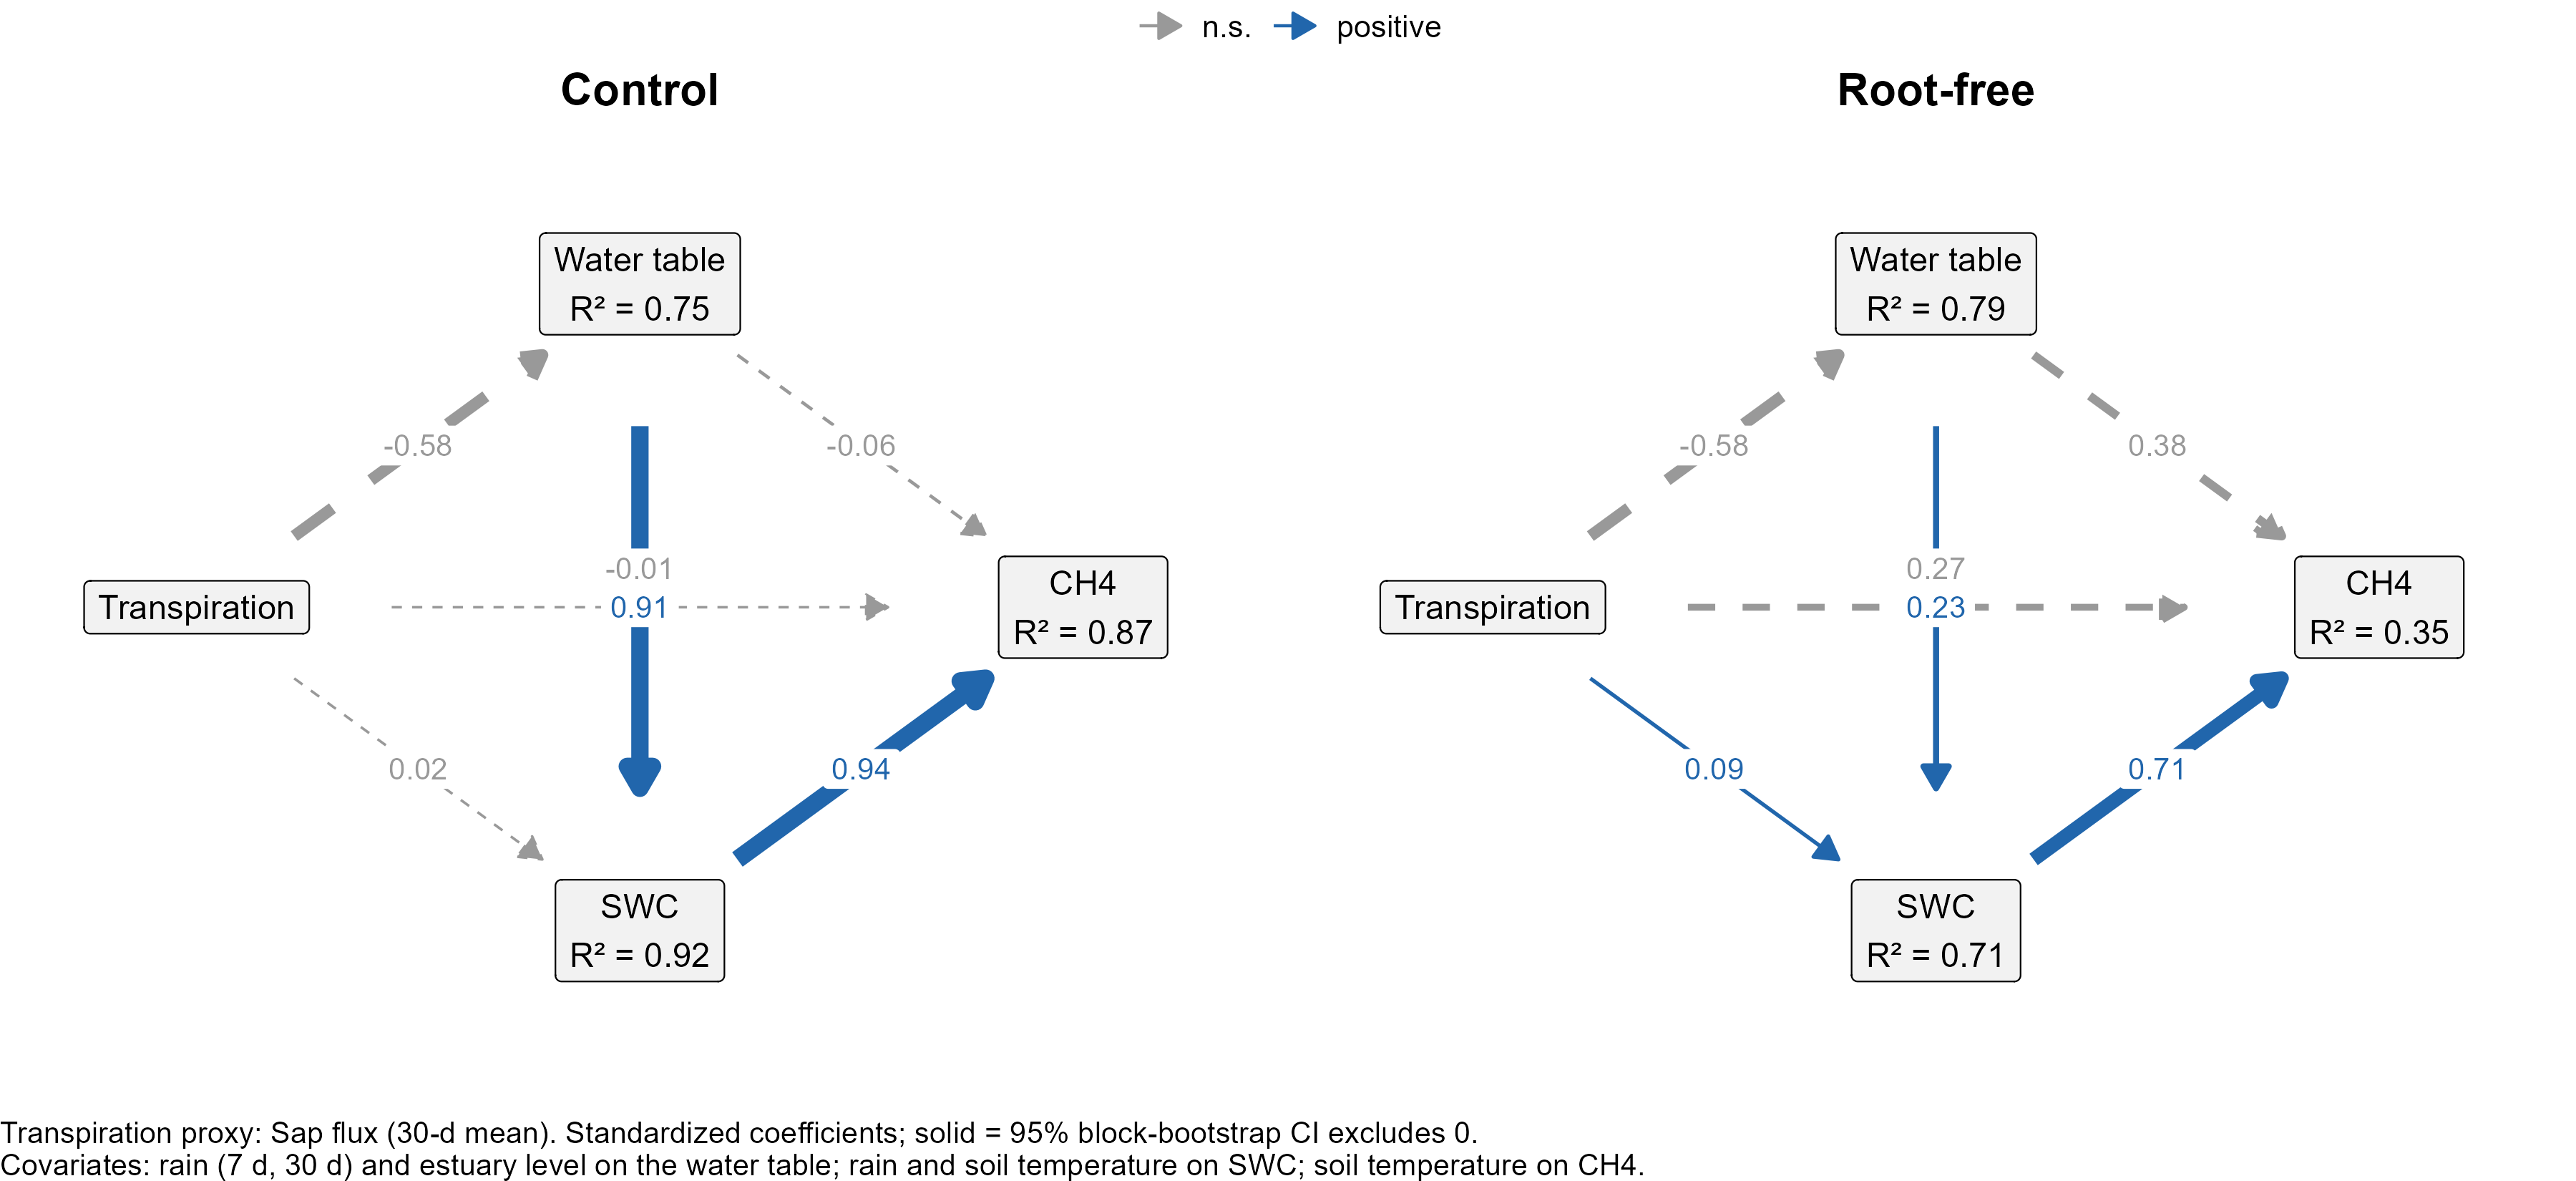 n.s.
positive
Control
Root-free
Water table
R² = 0.75
-0.58
-0.06
-0.01
0.91
Transpiration
CH4
R² = 0.87
0.02
0.94
SWC
R² = 0.92
Water table
R² = 0.79
-0.58
0.38
0.27
0.23
Transpiration
CH4
R² = 0.35
0.09
0.71
SWC
R² = 0.71
Transpiration proxy: Sap flux (30-d mean). Standardized coefficients; solid = 95% block-bootstrap CI excludes 0.
Covariates: rain (7 d, 30 d) and estuary level on the water table; rain and soil temperature on SWC; soil temperature on CH4.